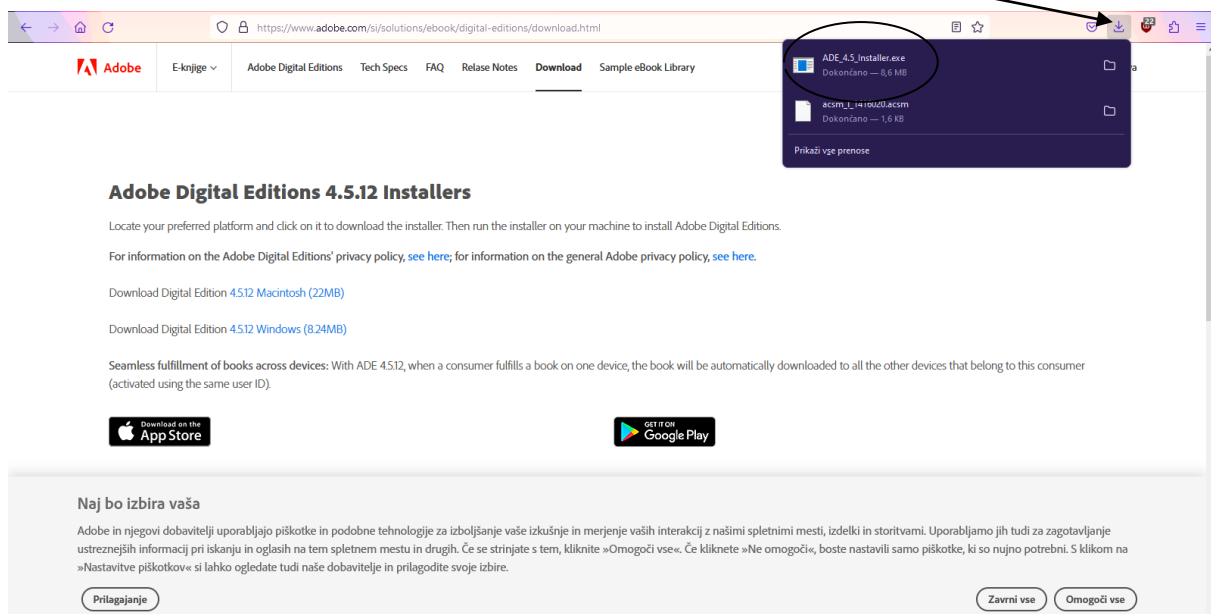 https://www.adobe.com/si/solutions/ebook/digital-editions/download.html
22
Adobe
E-knjige
Adobe Digital Editions
Tech Specs
FAQ
Relase Notes
Download
Sample eBook Library
va
ADE_4.5_Installer.exe
Dokončano — 8,6 MB
acsm_l_1416020.acsm
Dokončano — 1,6 KB
Prikaži vse prenose
Adobe Digital Editions 4.5.12 Installers
Locate your preferred platform and click on it to download the installer. Then run the installer on your machine to install Adobe Digital Editions.
For information on the Adobe Digital Editions' privacy policy, see here; for information on the general Adobe privacy policy, see here.
Download Digital Edition 4.5.12 Macintosh (22MB)
Download Digital Edition 4.5.12 Windows (8.24MB)
Seamless fulfillment of books across devices: With ADE 4.5.12, when a consumer fulfills a book on one device, the book will be automatically downloaded to all the other devices that belong to this consumer
(activated using the same user ID).
Download on the
App Store
GET IT ON
Google Play
Naj bo izbira vaša
Adobe in njegovi dobavitelji uporabljajo piškotke in podobne tehnologije za izboljšanje vaše izkušnje in merjenje vaših interakcij z našimi spletnimi mesti, izdelki in storitvami. Uporabljamo jih tudi za zagotavljanje
ustreznejših informacij pri iskanju in oglasih na tem spletnem mestu in drugih. Če se strinjate s tem, kliknite »Omogoči vse«. Če kliknete »Ne omogoči«, boste nastavili samo piškotke, ki so nujno potrebni. S klikom na
»Nastavitve piškotkov« si lahko ogledate tudi naše dobavitelje in prilagodite svoje izbire.
Prilagajanje
Zavrni vse
Omogoči vse